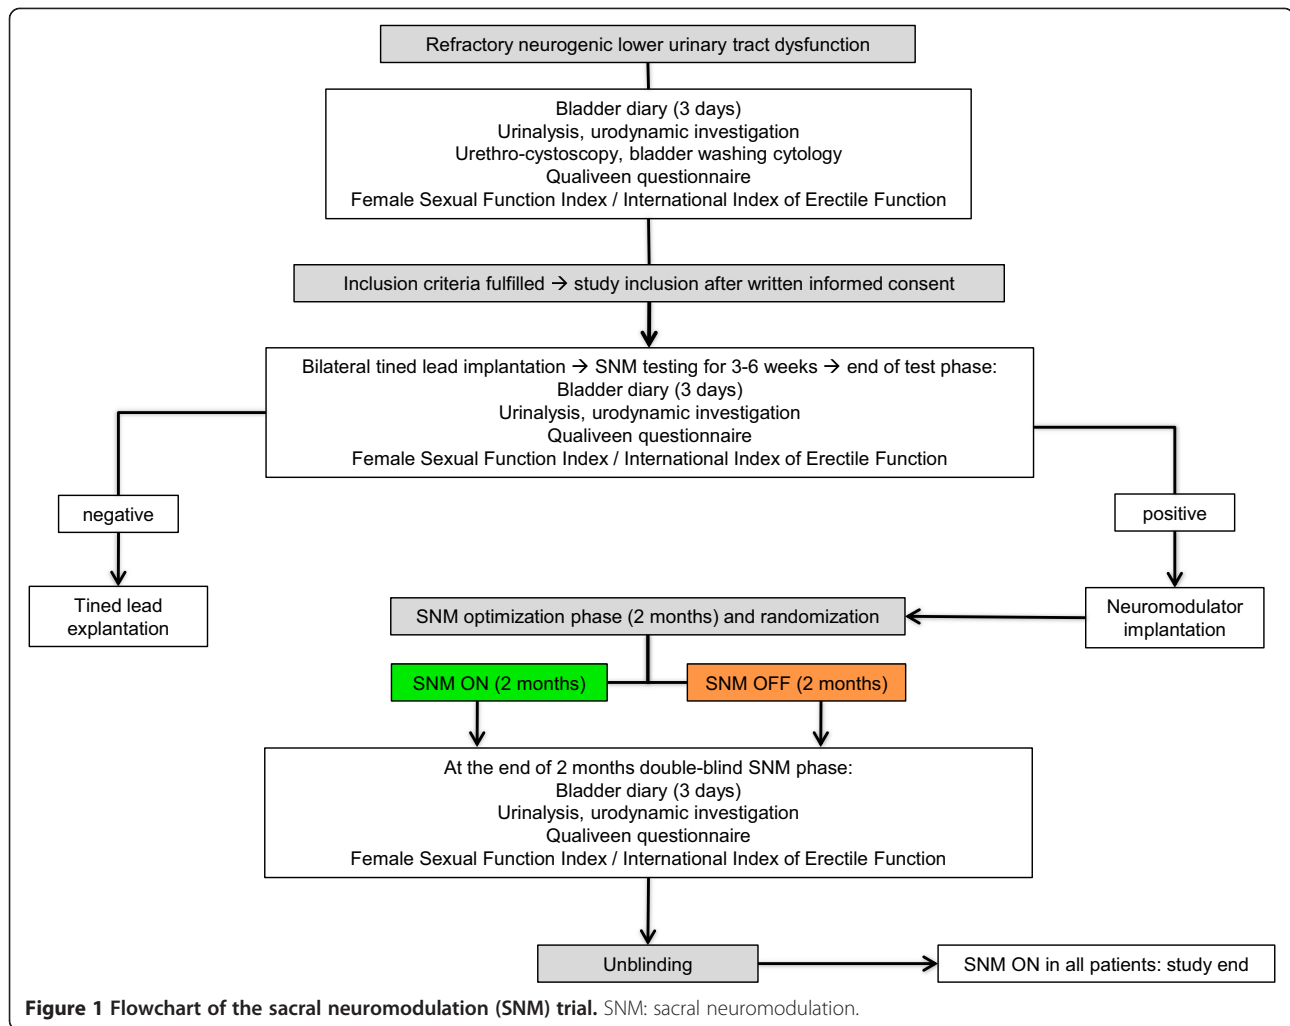 Refractory neurogenic lower urinary tract dysfunction
Bladder diary (3 days)
Urinalysis, urodynamic investigation
Urethro-cystoscopy, bladder washing cytology
Qualiveen questionnaire
Female Sexual Function Index / International Index of Erectile Function
Inclusion criteria fulfilled → study inclusion after written informed consent
Bilateral tined lead implantation → SNM testing for 3-6 weeks → end of test phase:
Bladder diary (3 days)
Urinalysis, urodynamic investigation
Qualiveen questionnaire
Female Sexual Function Index / International Index of Erectile Function
negative
positive
Tined lead
explantation
Neuromodulator
implantation
SNM optimization phase (2 months) and randomization
SNM ON (2 months)
SNM OFF (2 months)
At the end of 2 months double-blind SNM phase:
Bladder diary (3 days)
Urinalysis, urodynamic investigation
Qualiveen questionnaire
Female Sexual Function Index / International Index of Erectile Function
Unblinding
SNM ON in all patients: study end
Figure 1 Flowchart of the sacral neuromodulation (SNM) trial. SNM: sacral neuromodulation.